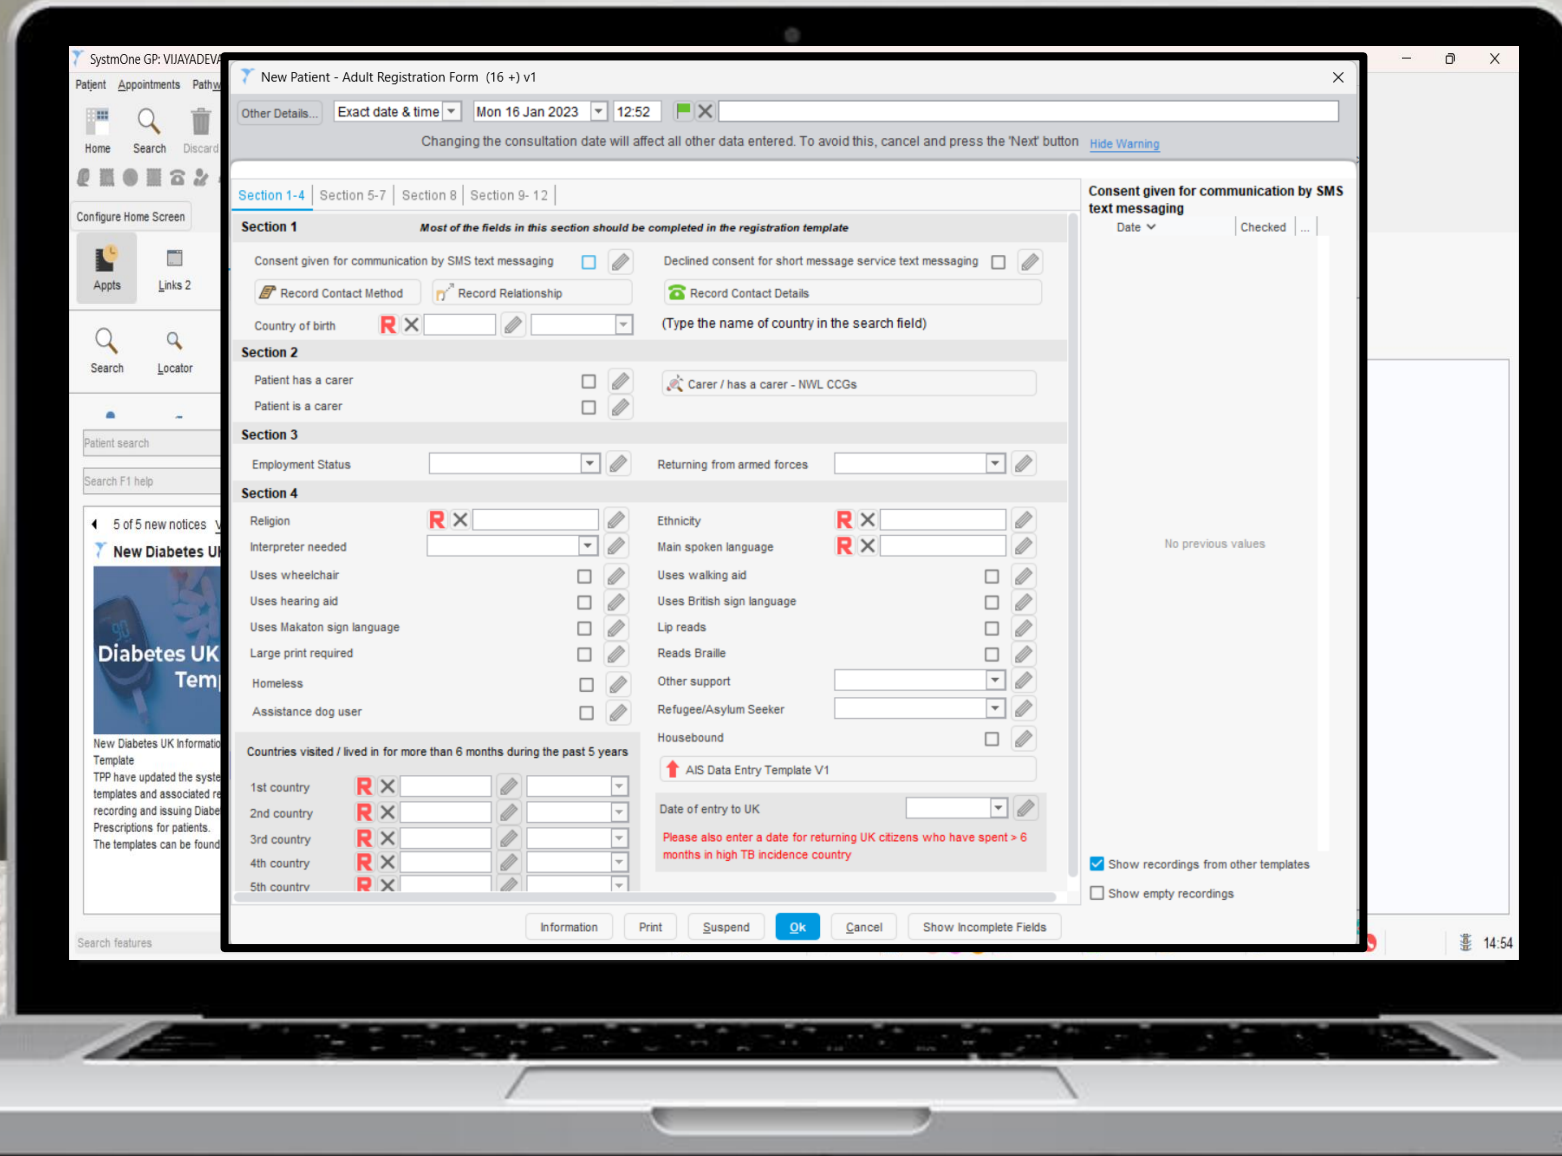 SystmOne GP: VIJAYADEVA
Patient Appointments Pathw
Home Search Discard
Configure Home Screen
Appts Links 2
Search Locator
Patient search
Search F1 help
5 of 5 new notices
New Diabetes U
90
Diabetes UK
Tem
New Diabetes UK Informatio
Template
TPP have updated the syste
templates and associated re
recording and issuing Diabe
Prescriptions for patients.
The templates can be found
Search features
New Patient - Adult Registration Form (16 +) v1
Other Details... Exact date & time Mon 16 Jan 2023 12:52
Changing the consultation date will affect all other data entered. To avoid this, cancel and press the 'Next' button Hide Warning
Section 1-4 Section 5-7 Section 8 Section 9- 12
Section 1 Most of the fields in this section should be completed in the registration template
Consent given for communication by SMS text messaging Declined consent for short message service text messaging
Record Contact Method Record Relationship Record Contact Details
Country of birth R (Type the name of country in the search field)
Section 2
Patient has a carer Carer / has a carer - NWL CCGs
Patient is a carer
Section 3
Employment Status Returning from armed forces
Section 4
Religion R Ethnicity R
Interpreter needed Main spoken language R
Uses wheelchair Uses walking aid
Uses hearing aid Uses British sign language
Uses Makaton sign language Lip reads
Large print required Reads Braille
Homeless Other support
Assistance dog user Refugee/Asylum Seeker
Housebound
Countries visited / lived in for more than 6 months during the past 5 years
AIS Data Entry Template V1
1st country R
2nd country R
3rd country R
4th country R
5th country R
Date of entry to UK
Please also enter a date for returning UK citizens who have spent > 6
months in high TB incidence country
Consent given for communication by SMS
text messaging
Date Checked ...
No previous values
Show recordings from other templates
Show empty recordings
Information Print Suspend Ok Cancel Show Incomplete Fields
14:54